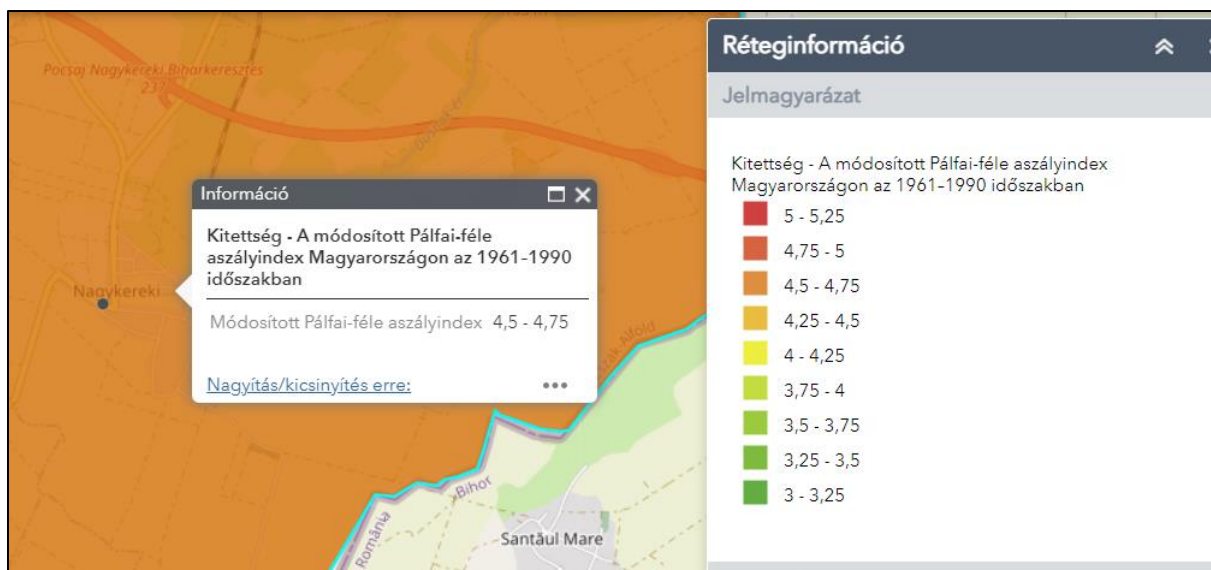 Pocsaj Nagykereki Biharkeresztes
237
Nagykereki
Információ
Kitettség - A módosított Pálfai-féle
aszályindex Magyarországon az 1961-1990
időszakban
Módosított Pálfai-féle aszályindex 4,5 - 4,75
Nagyítás/kicsinyítés erre:
Bihor
România
Santăul Mare
Réteginformáció
Jelmagyarázat
Kitettség - A módosított Pálfai-féle aszályindex
Magyarországon az 1961-1990 időszakban
5 - 5,25
4,75 - 5
4,5 - 4,75
4,25 - 4,5
4 - 4,25
3,75 - 4
3,5 - 3,75
3,25 - 3,5
3 - 3,25